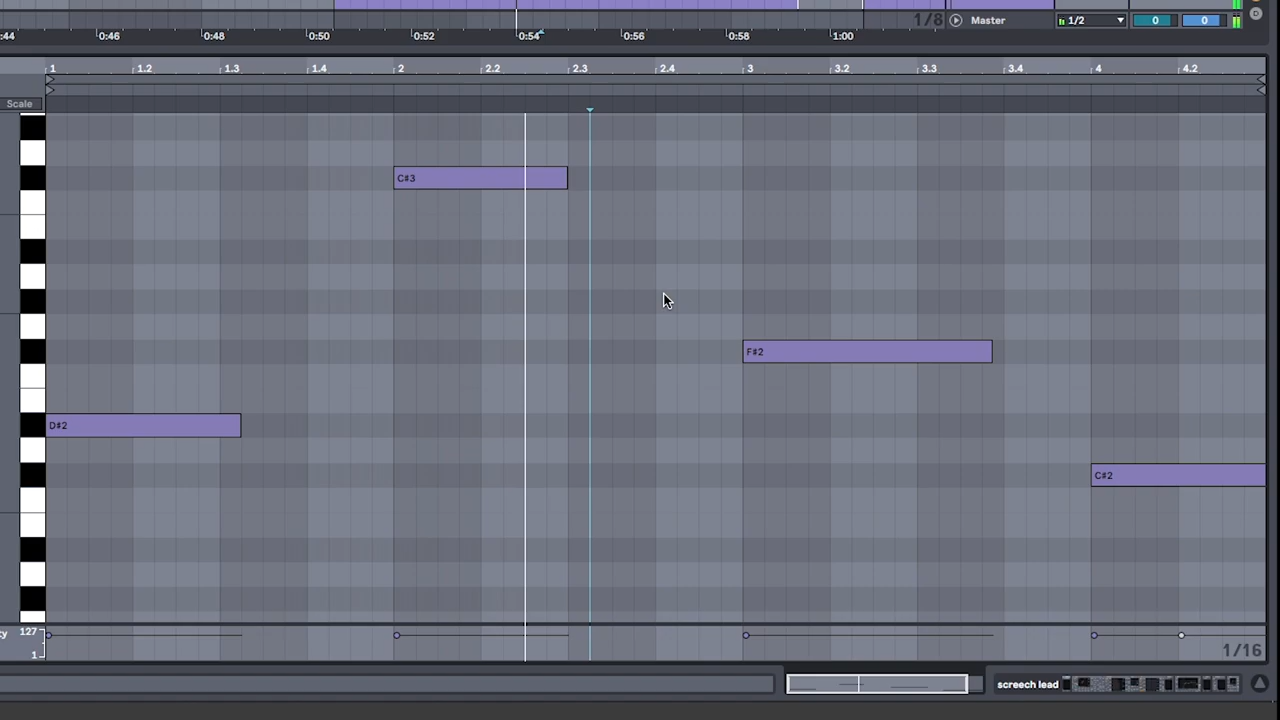 1/8 Master 1/2 0 0 D
:44 0:46 0:48 0:50 0:52 0:54 0:56 0:58 1:00
1 1.2 1.3 1.4 2 2.2 2.3 2.4 3 3.2 3.3 3.4 4 4.2
Scale
C#3
F#2
D#2
C#2
ty 127
1
1/16
screech lead